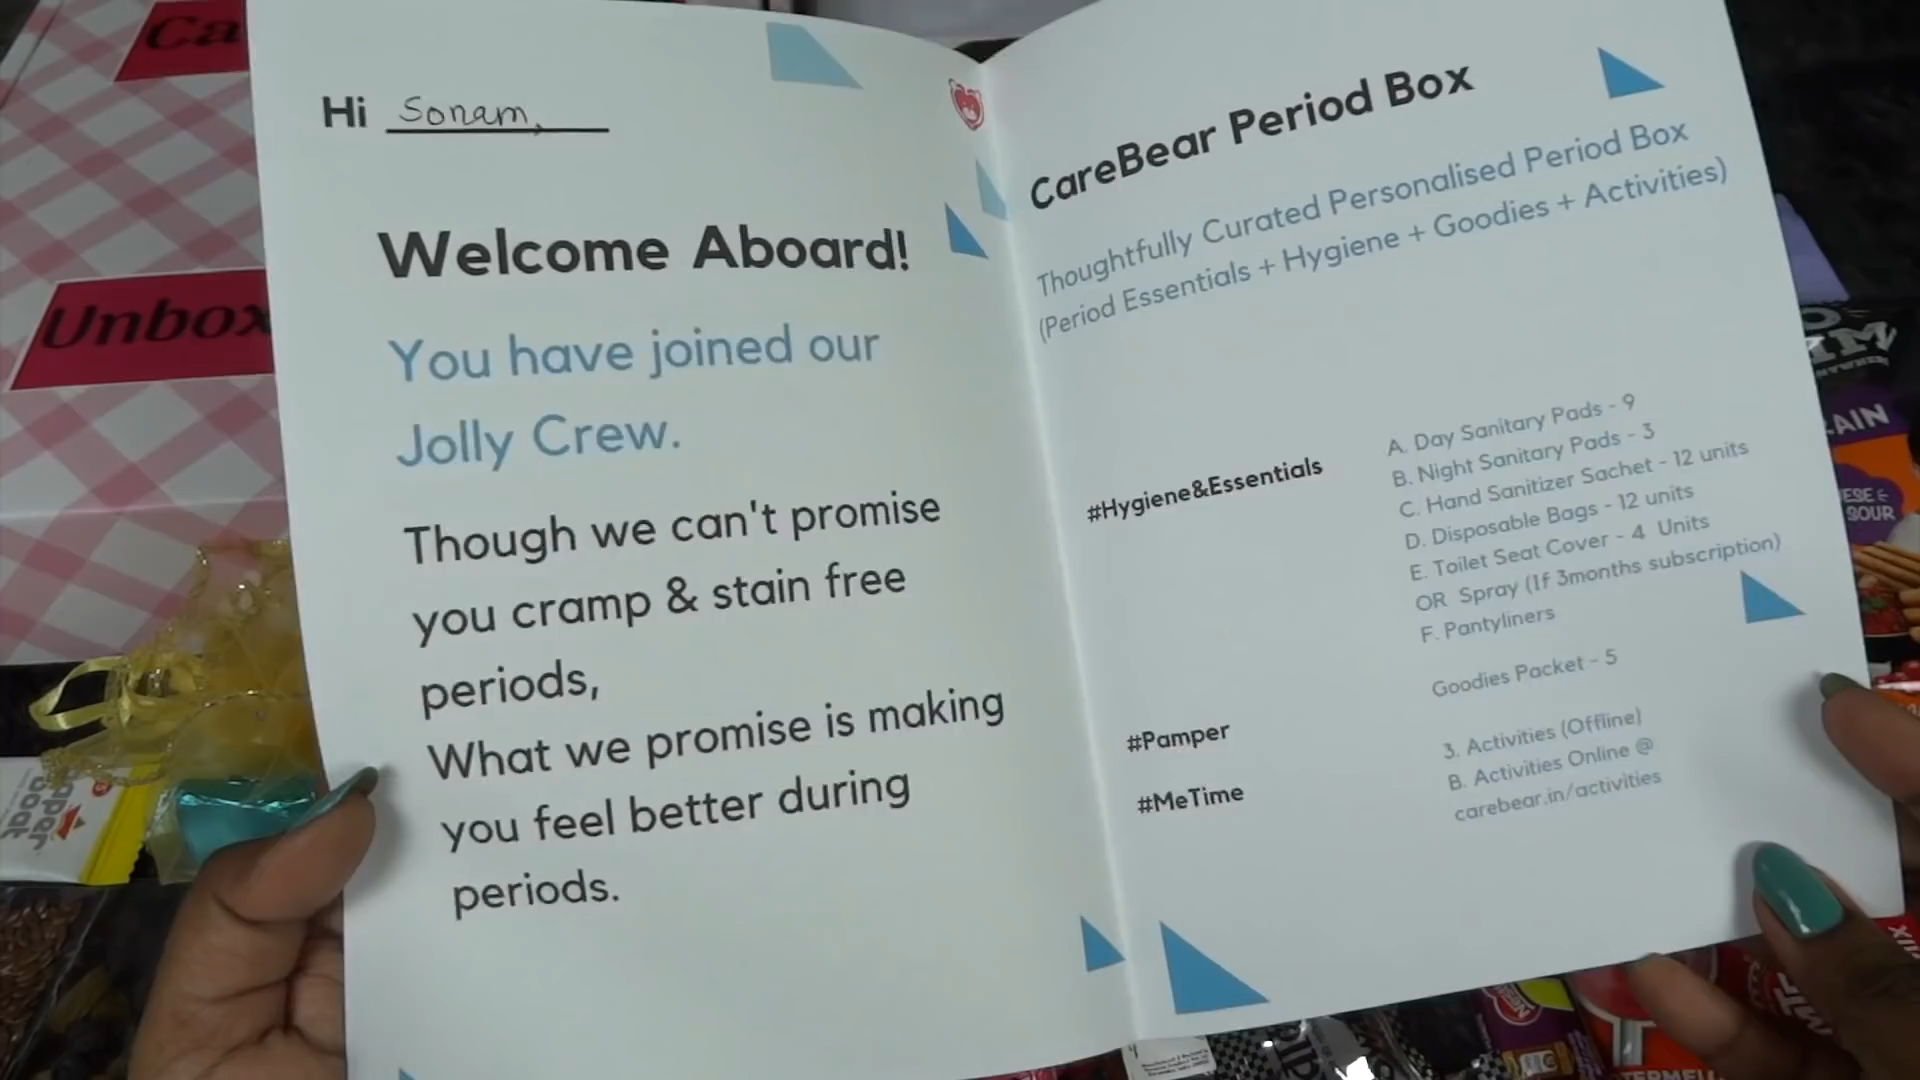 Hi Sonam,
Welcome Aboard!
You have joined our
Jolly Crew.
Though we can't promise
you cramp & stain free
periods,
What we promise is making
you feel better during
periods.
CareBear Period Box
Thoughtfully Curated Personalised Period Box
(Period Essentials + Hygiene + Goodies + Activities)
#Hygiene&Essentials
A. Day Sanitary Pads - 9
B. Night Sanitary Pads - 3
C. Hand Sanitizer Sachet - 12 units
D. Disposable Bags - 12 units
E. Toilet Seat Cover - 4 Units
OR Spray (If 3months subscription)
F. Pantyliners
Goodies Packet - 5
#Pamper
#MeTime
3. Activities (Offline)
B. Activities Online @
carebear.in/activities
Ca
Unbox
aper
boat
SOUR